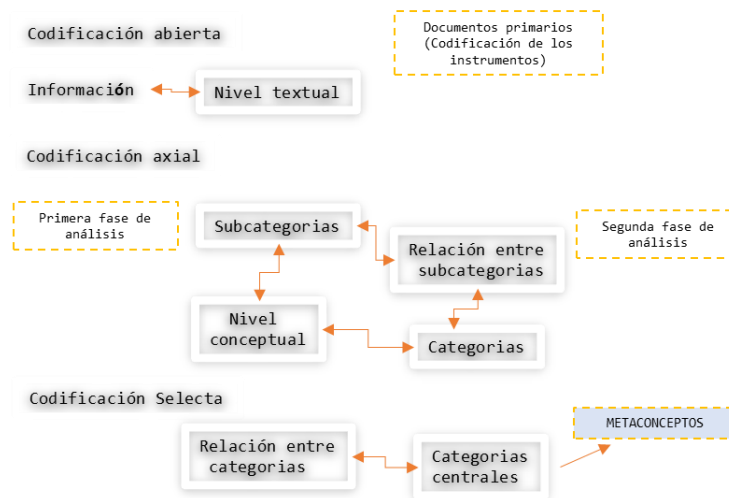 Codificación abierta
Documentos primarios
(Codificación de los
instrumentos)
Información
Nivel textual
Codificación axial
Primera fase de
análisis
Subcategorias
Segunda fase de
análisis
Relación entre
subcategorias
Nivel
conceptual
Categorias
Codificación Selecta
METACONCEPTOS
Relación entre
categorias
Categorias
centrales